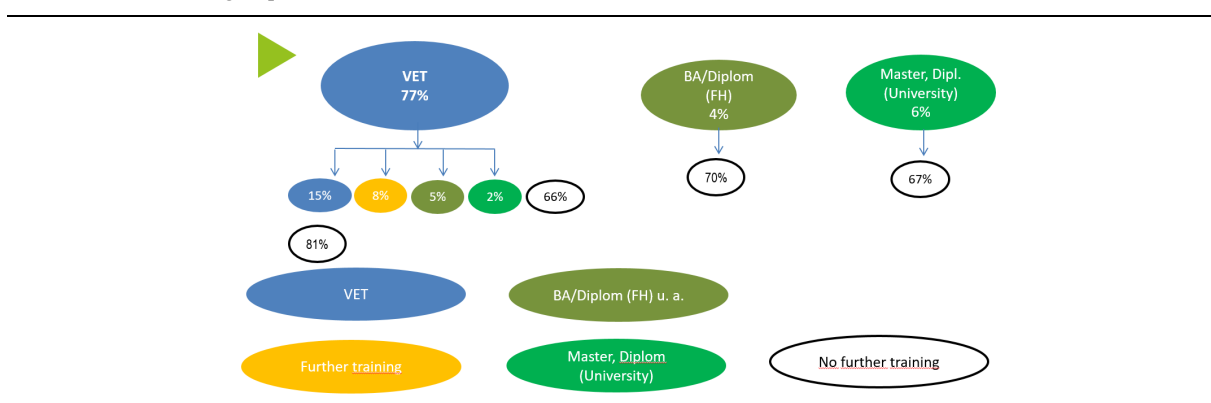 VET
77%
BA/Diplom
(FH)
4%
Master, Dipl.
(University)
6%
70%
67%
15%
8%
5%
2%
66%
81%
VET
BA/Diplom (FH) u. a.
Further training
Master, Diplom
(University)
No further training